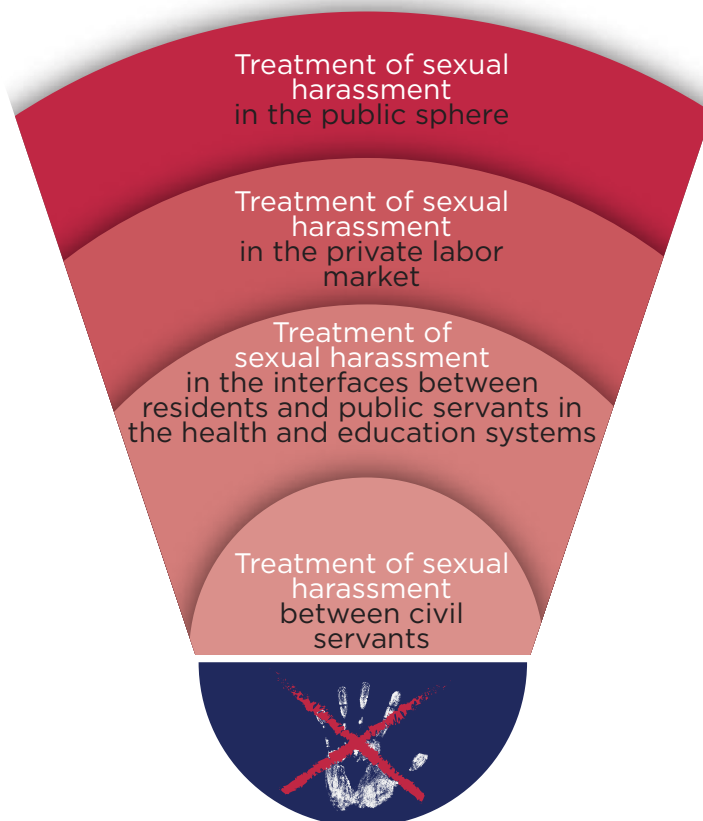 Treatment of sexual
harassment
in the public sphere
Treatment of sexual
harassment
in the private labor
market
Treatment of
sexual harassment
in the interfaces between
residents and public servants in
the health and education systems
Treatment of sexual
harassment
between civil
servants